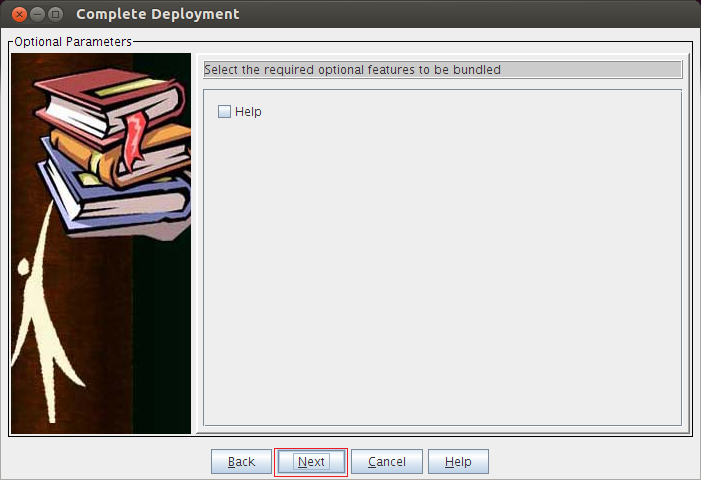 Complete Deployment
Optional Parameters
Select the required optional features to be bundled
Help
Back
Next
Cancel
Help